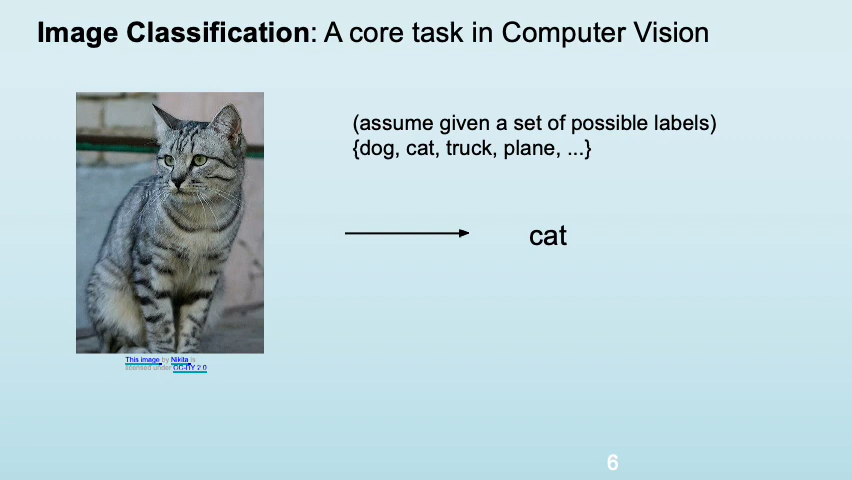 Image Classification: A core task in Computer Vision
(assume given a set of possible labels)
{dog, cat, truck, plane, ...}
cat
This image by Nikita is
licensed under CC-BY 2.0
6